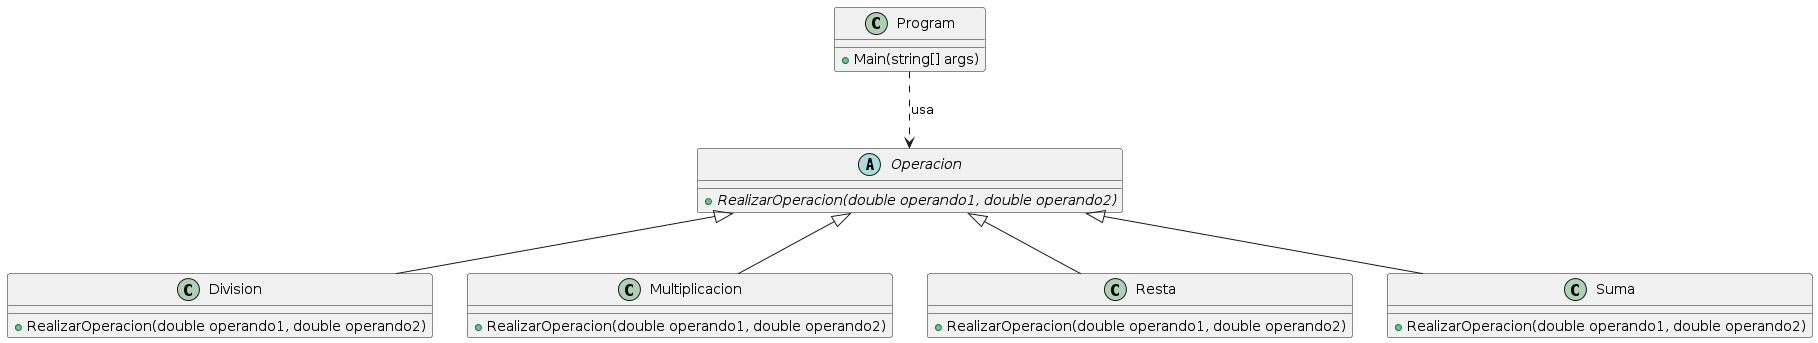 C Program
Main(string[] args)
usa
A Operacion
RealizarOperacion(double operando1, double operando2)
C Division
RealizarOperacion(double operando1, double operando2)
C Multiplicacion
RealizarOperacion(double operando1, double operando2)
C Resta
RealizarOperacion(double operando1, double operando2)
C Suma
RealizarOperacion(double operando1, double operando2)